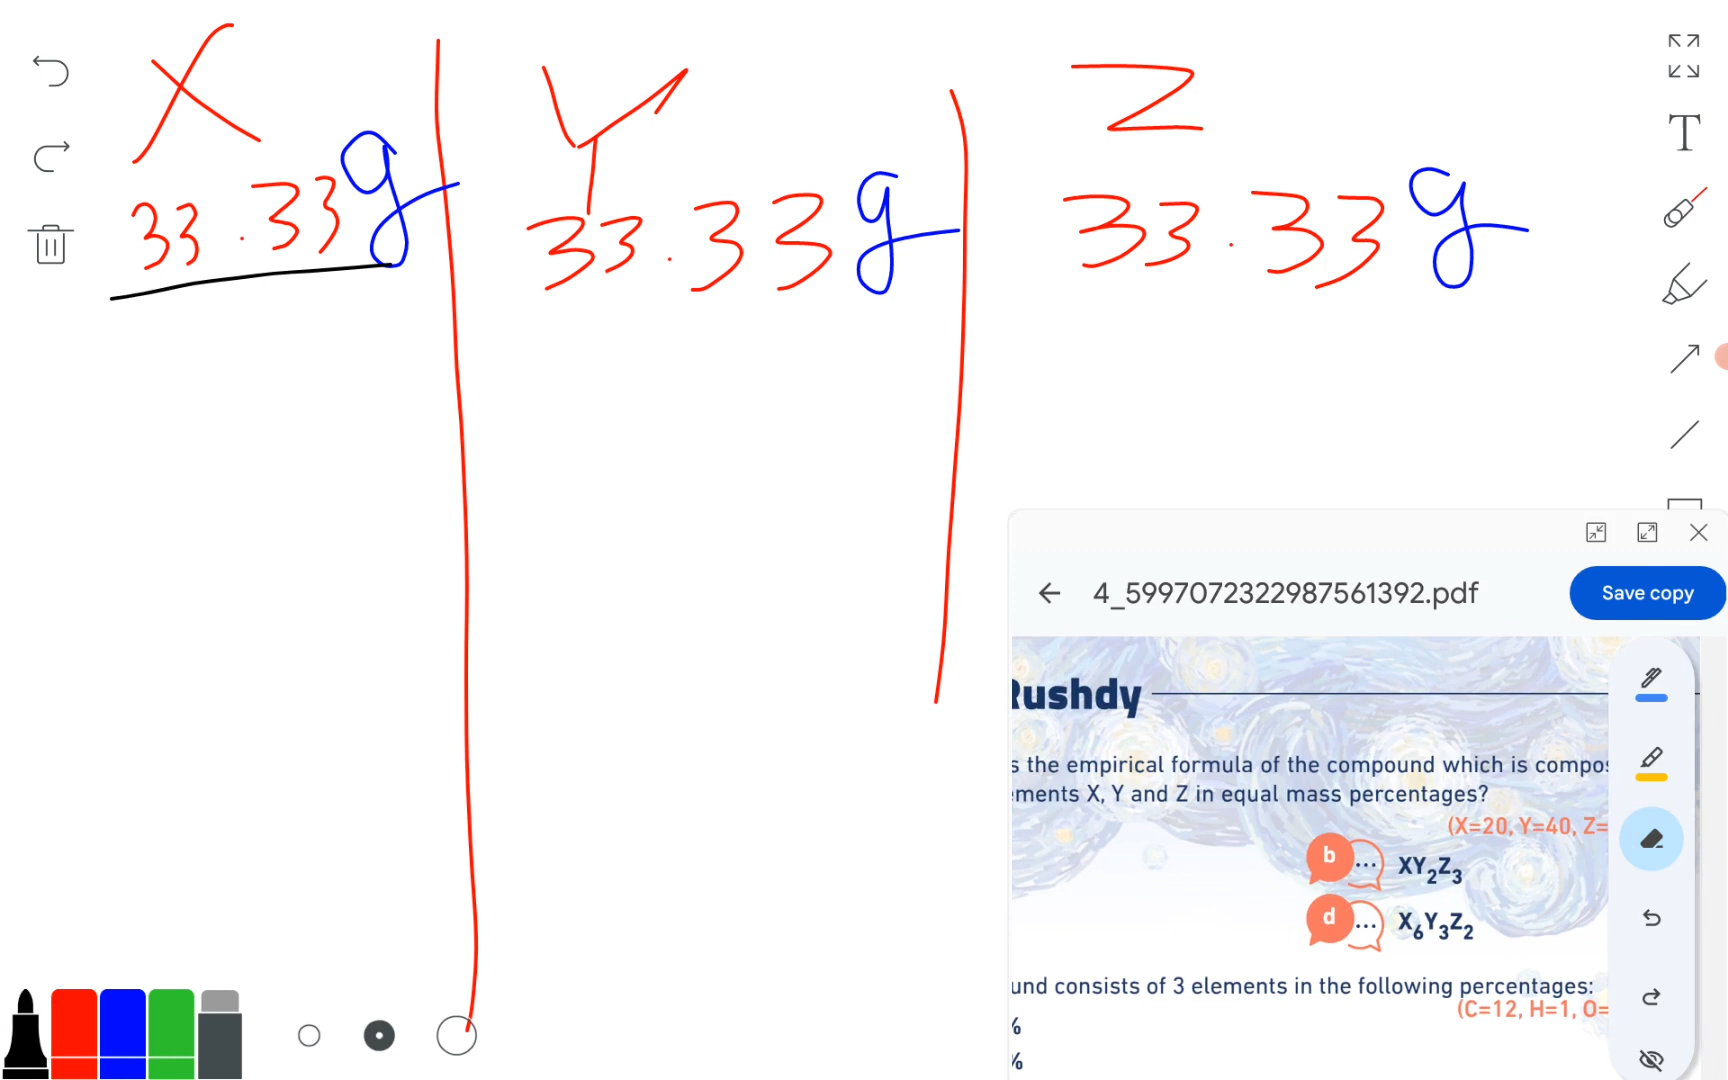 X Y Z
33.33g 33.33g 33.33g
T
4_5997072322987561392.pdf
Save copy
Rushdy
s the empirical formula of the compound which is compos
ements X, Y and Z in equal mass percentages?
(X=20, Y=40, Z=
b ... XY₂Z₃
d ... X₆Y₃Z₂
und consists of 3 elements in the following percentages:
(C=12, H=1, O=
%
%